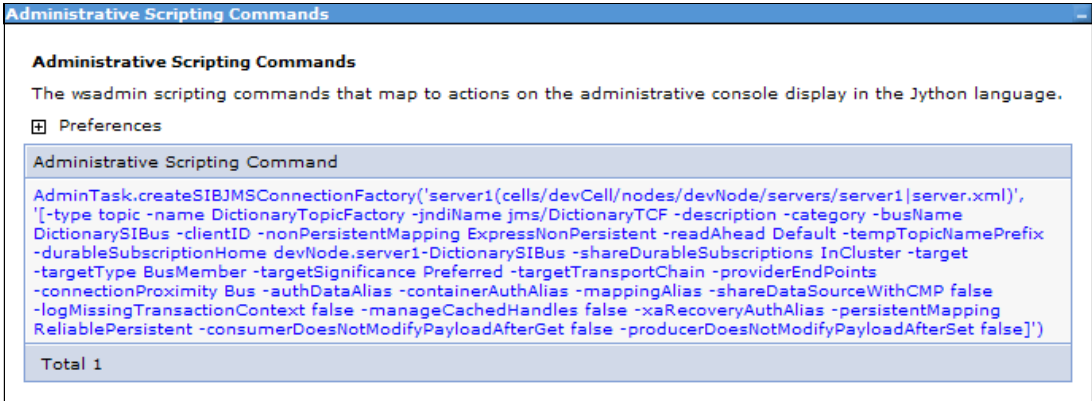 Administrative Scripting Commands
Administrative Scripting Commands
The wsadmin scripting commands that map to actions on the administrative console display in the Jython language.
Preferences
Administrative Scripting Command
AdminTask.createSIBJMSConnectionFactory('server1(cells/devCell/nodes/devNode/servers/server1|server.xml)',
'[-type topic -name DictionaryTopicFactory -jndiName jms/DictionaryTCF -description -category -busName
DictionarySIBus -clientID -nonPersistentMapping ExpressNonPersistent -readAhead Default -tempTopicNamePrefix
-durableSubscriptionHome devNode.server1-DictionarySIBus -shareDurableSubscriptions InCluster -target
-targetType BusMember -targetSignificance Preferred -targetTransportChain -providerEndPoints
-connectionProximity Bus -authDataAlias -containerAuthAlias -mappingAlias -shareDataSourceWithCMP false
-logMissingTransactionContext false -manageCachedHandles false -xaRecoveryAuthAlias -persistentMapping
ReliablePersistent -consumerDoesNotModifyPayloadAfterGet false -producerDoesNotModifyPayloadAfterSet false]')
Total 1